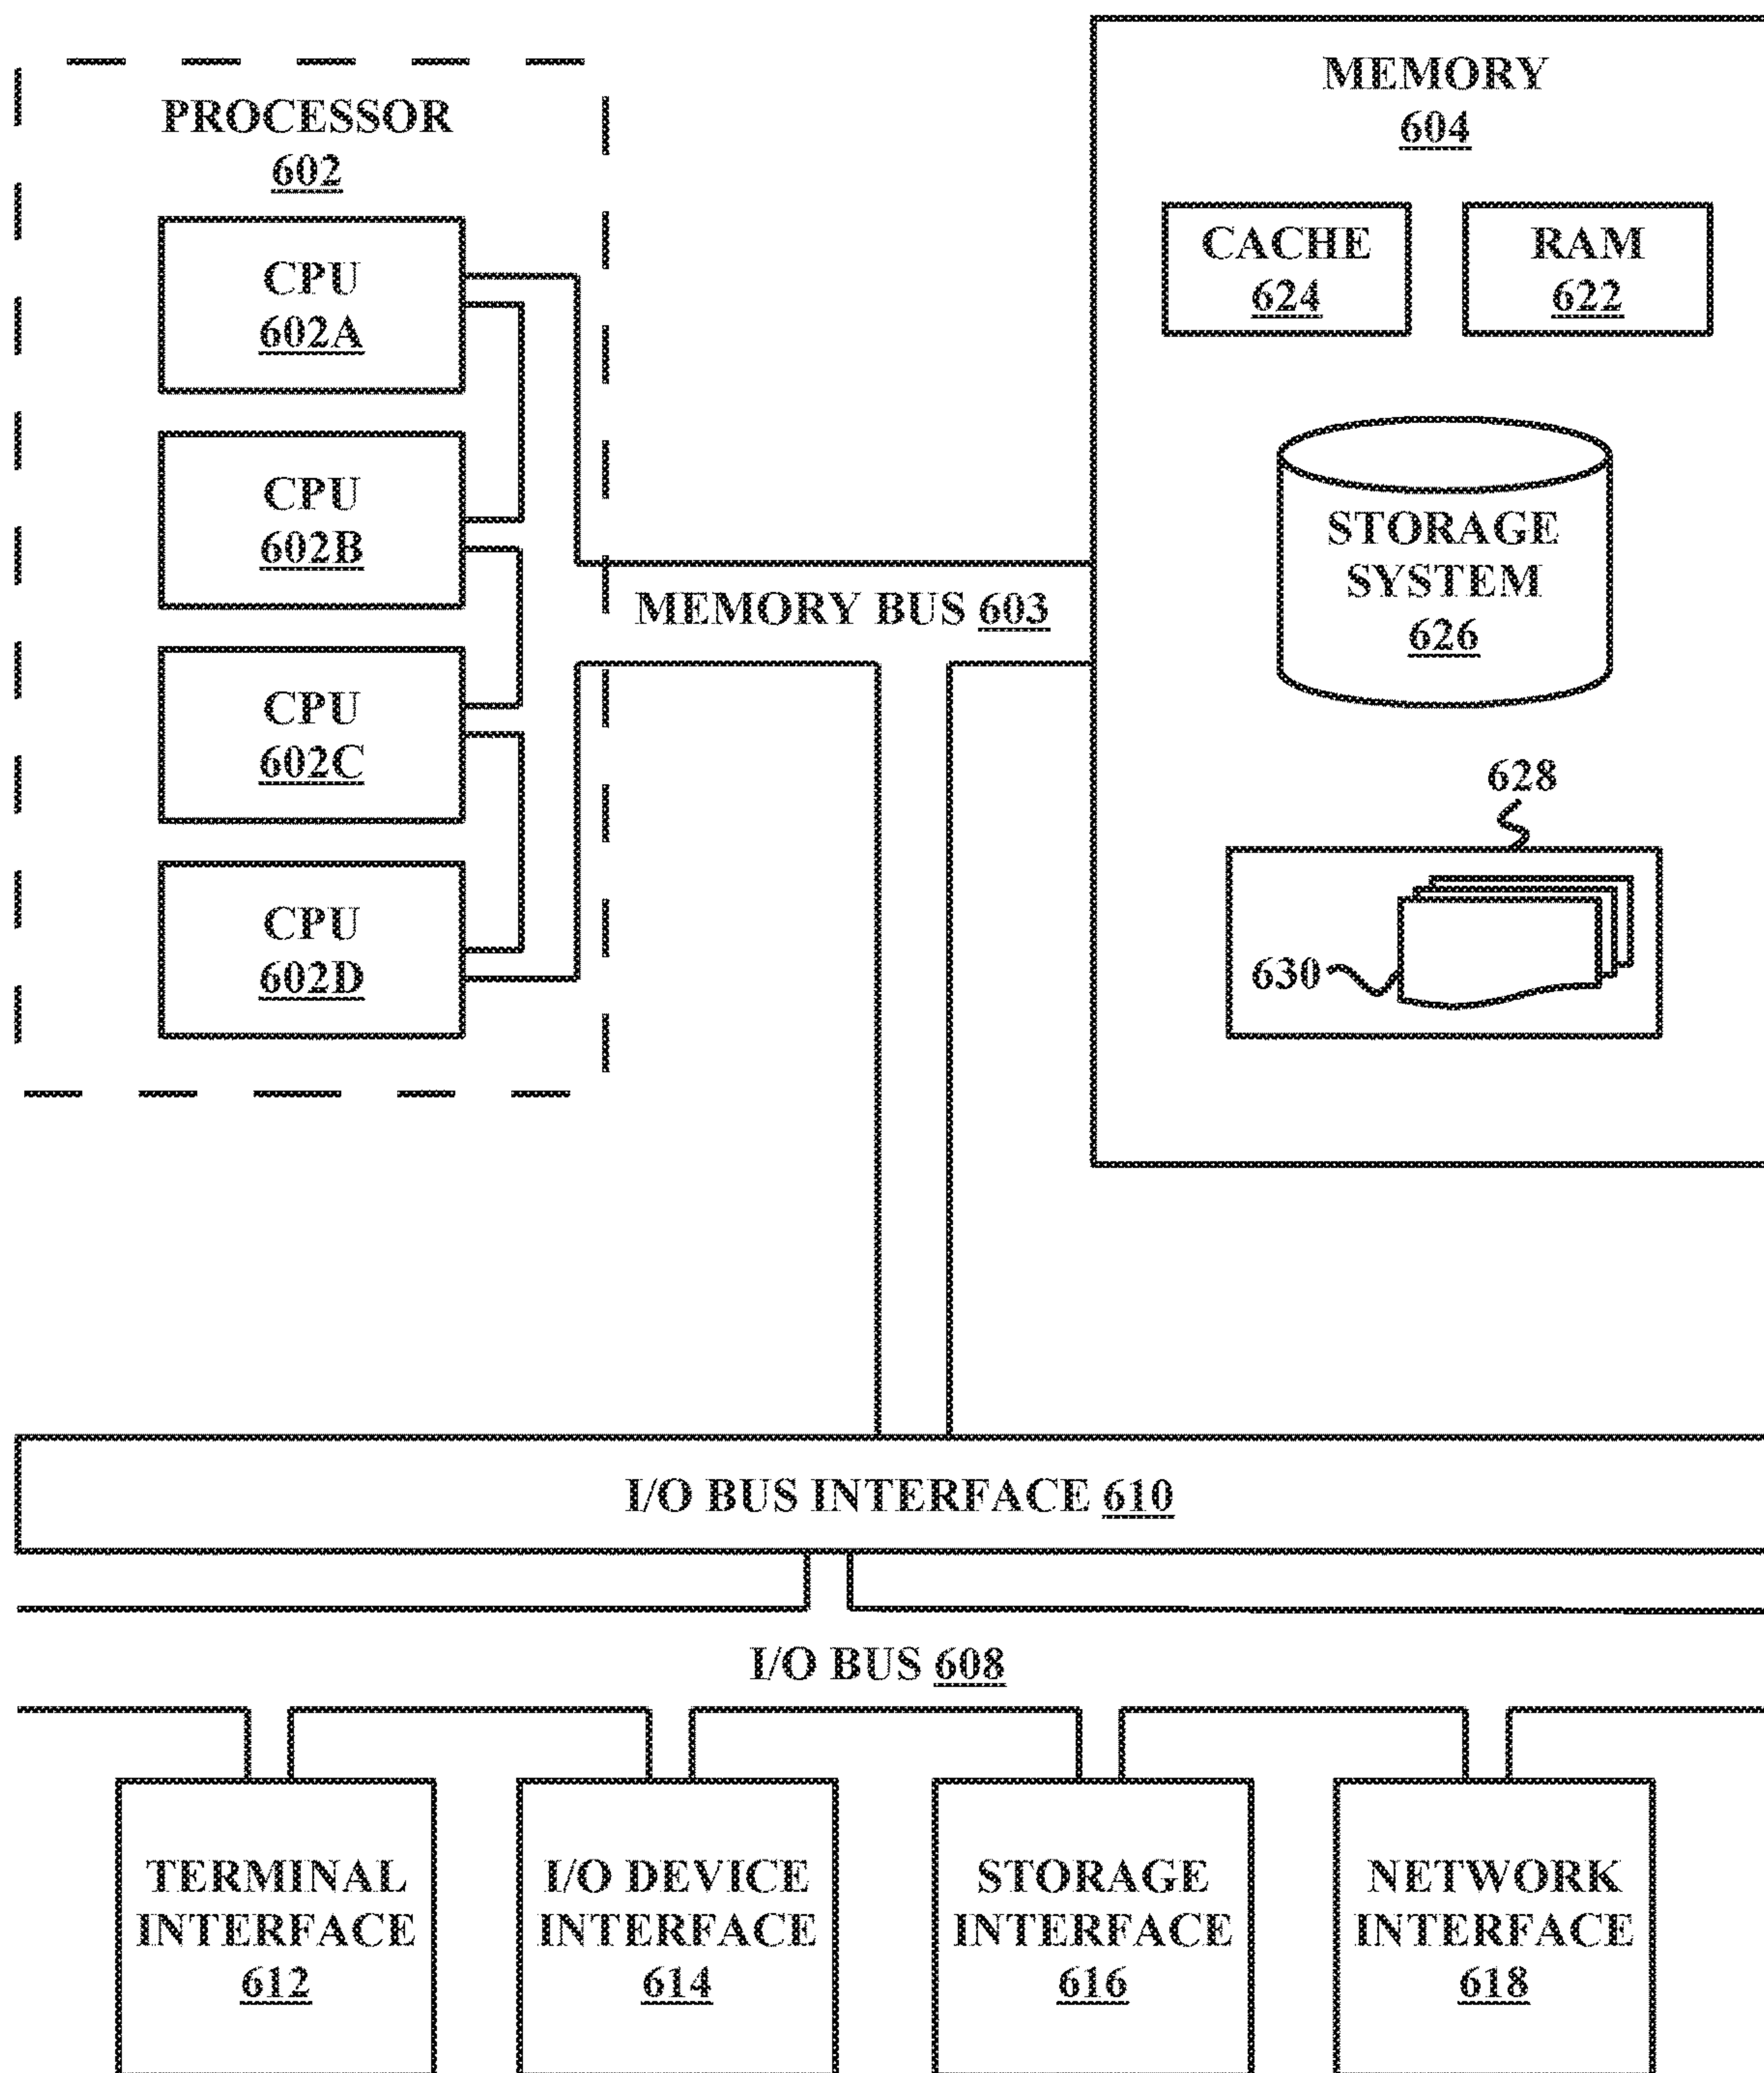 PROCESSOR
602
CPU
602A
CPU
602B
CPU
602C
CPU
602D
MEMORY BUS 603
MEMORY
604
CACHE
624
RAM
622
STORAGE
SYSTEM
626
628
630
I/O BUS INTERFACE 610
I/O BUS 608
TERMINAL
INTERFACE
612
I/O DEVICE
INTERFACE
614
STORAGE
INTERFACE
616
NETWORK
INTERFACE
618